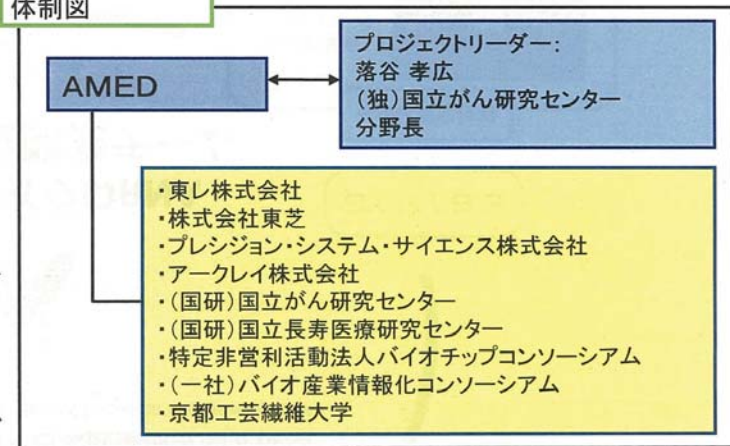 体制図
AMED
プロジェクトリーダー:
落谷 孝広
(独)国立がん研究センター
分野長
・東レ株式会社
・株式会社東芝
・プレシジョン・システム・サイエンス株式会社
・アークレイ株式会社
・(国研)国立がん研究センター
・(国研)国立長寿医療研究センター
・特定非営利活動法人バイオチップコンソーシアム
・(一社)バイオ産業情報化コンソーシアム
・京都工芸繊維大学